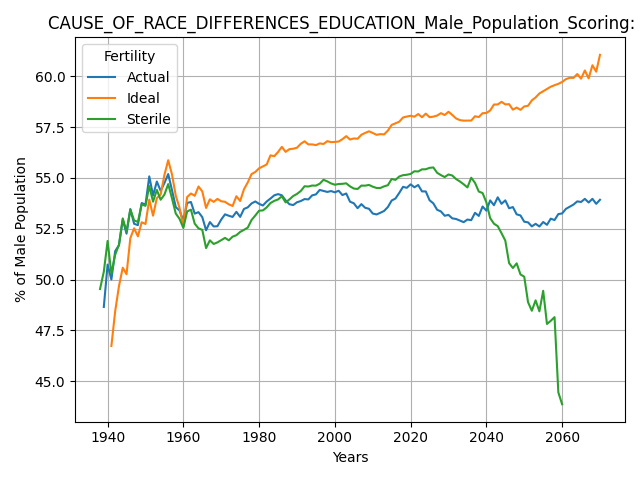 CAUSE_OF_RACE_DIFFERENCES_EDUCATION_Male_Population_Scoring:
Fertility
Actual
Ideal
Sterile
60.0
57.5
55.0
52.5
50.0
47.5
45.0
% of Male Population
1940 1960 1980 2000 2020 2040 2060
Years